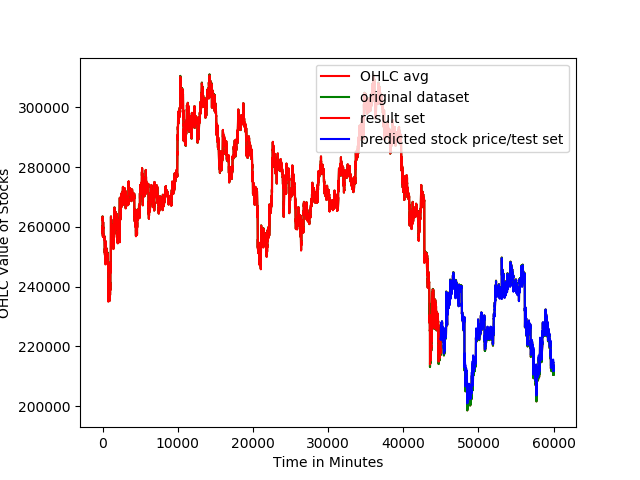 OHLC avg
original dataset
result set
predicted stock price/test set
300000
280000
260000
240000
220000
200000
OHLC Value of Stocks
0 10000 20000 30000 40000 50000 60000
Time in Minutes